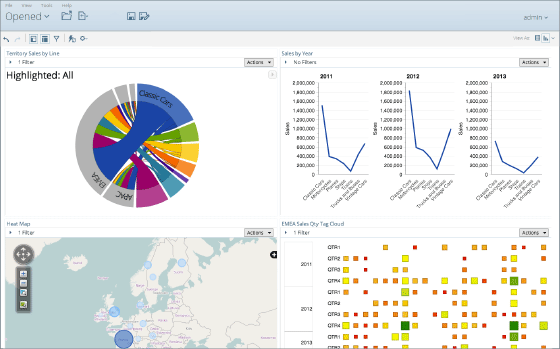 File View Tools Help
Opened
admin
View As:
Territory Sales by Line
1 Filter
Actions
Highlighted: All
Classic Cars
EMEA
APAC
Sales by Year
No Filters
Actions
2011 2012 2013
Sales Sales Sales
2,000,000 2,000,000 2,000,000
1,800,000 1,800,000 1,800,000
1,600,000 1,600,000 1,600,000
1,400,000 1,400,000 1,400,000
1,200,000 1,200,000 1,200,000
1,000,000 1,000,000 1,000,000
800,000 800,000 800,000
600,000 600,000 600,000
400,000 400,000 400,000
200,000 200,000 200,000
0 0 0
Classic Cars Motorcycles Planes Ships Trains Trucks and Buses Vintage Cars
Classic Cars Motorcycles Planes Ships Trains Trucks and Buses Vintage Cars
Classic Cars Motorcycles Planes Ships Trains Trucks and Buses Vintage Cars
Heat Map
1 Filter
Actions
EMEA Sales Qty Tag Cloud
1 Filter
Actions
2011
QTR1
QTR2
QTR3
QTR4
2012
QTR1
QTR2
QTR3
QTR4
2013
QTR1
QTR2